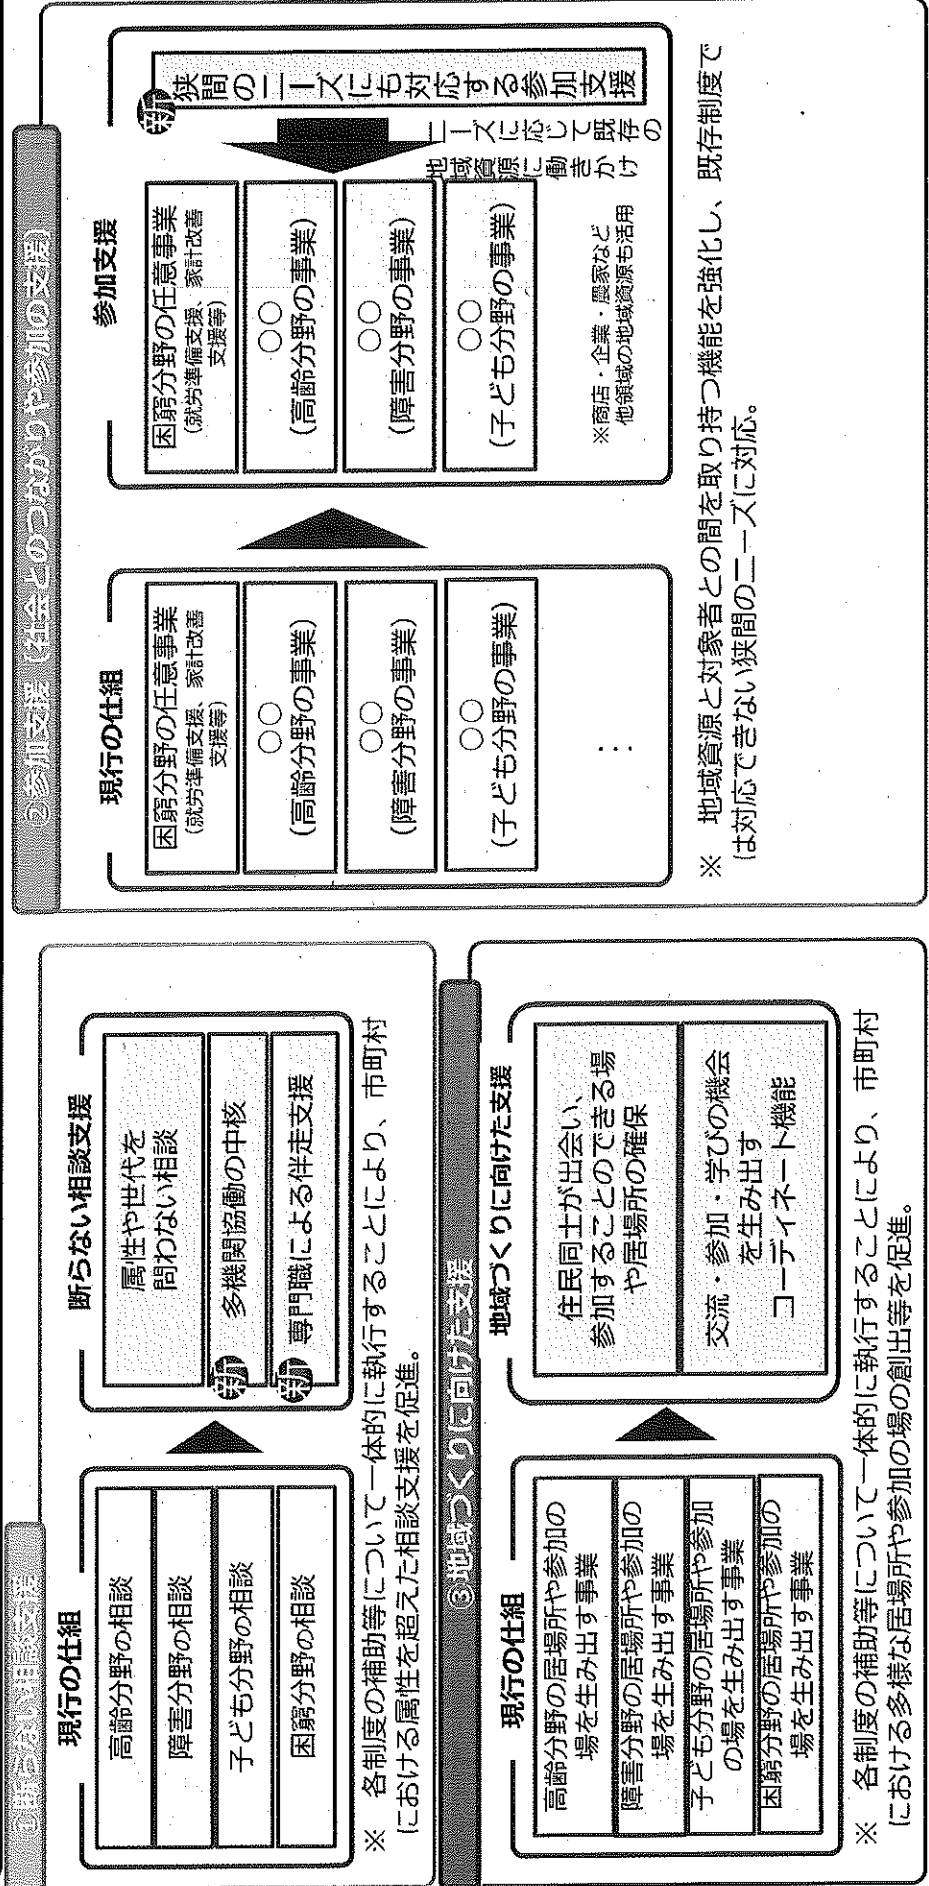 ①断らない相談支援
現行の仕組
高齢分野の相談
障害分野の相談
子ども分野の相談
困窮分野の相談
断らない相談支援
属性や世代を
問わない相談
新
多機関協働の中核
新
専門職による伴走支援
※ 各制度の補助等について一体的に執行することにより、市町村
における属性を超えた相談支援を促進。
②参加支援(社会とのつながりや参加の支援)
現行の仕組
困窮分野の任意事業
(就労準備支援、家計改善
支援等)
○○
(高齢分野の事業)
○○
(障害分野の事業)
○○
(子ども分野の事業)
…
参加支援
困窮分野の任意事業
(就労準備支援、家計改善
支援等)
○○
(高齢分野の事業)
○○
(障害分野の事業)
○○
(子ども分野の事業)
※商店・企業・農家など
他領域の地域資源も活用
新
狭間のニーズにも対応する参加支援
ニーズに応じて既存の
地域資源に働きかけ
※ 地域資源と対象者との間を取り持つ機能を強化し、既存制度で
は対応できない狭間のニーズに対応。
③地域づくりに向けた支援
現行の仕組
高齢分野の居場所や参加の
場を生み出す事業
障害分野の居場所や参加の
場を生み出す事業
子ども分野の居場所や参加
の場を生み出す事業
困窮分野の居場所や参加の
場を生み出す事業
地域づくりに向けた支援
住民同士が出会い、
参加することのできる場
や居場所の確保
交流・参加・学びの機会
を生み出す
コーディネート機能
※ 各制度の補助等について一体的に執行することにより、市町村
における多様な居場所や参加の場の創出等を促進。